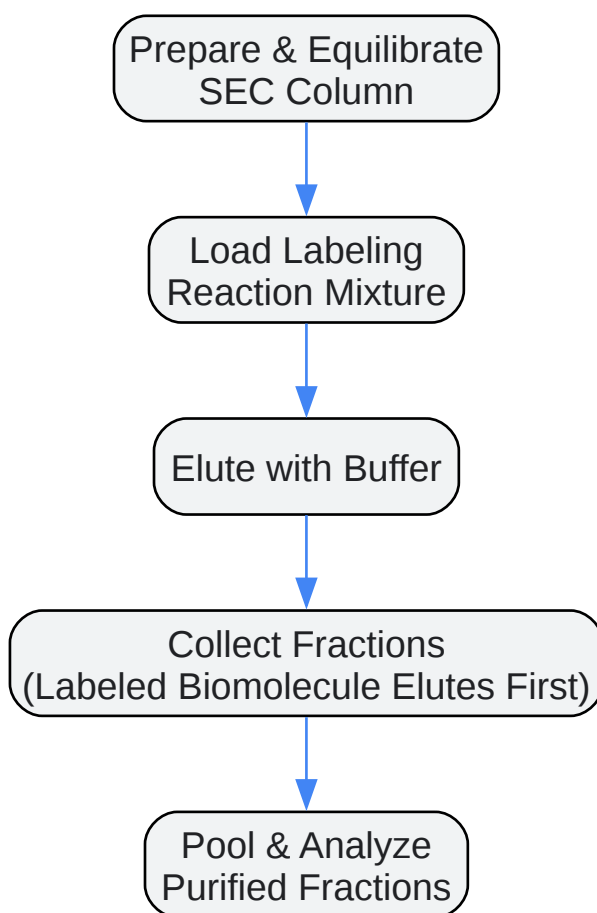 Prepare & Equilibrate
SEC Column
Load Labeling
Reaction Mixture
Elute with Buffer
Collect Fractions
(Labeled Biomolecule Elutes First)
Pool & Analyze
Purified Fractions